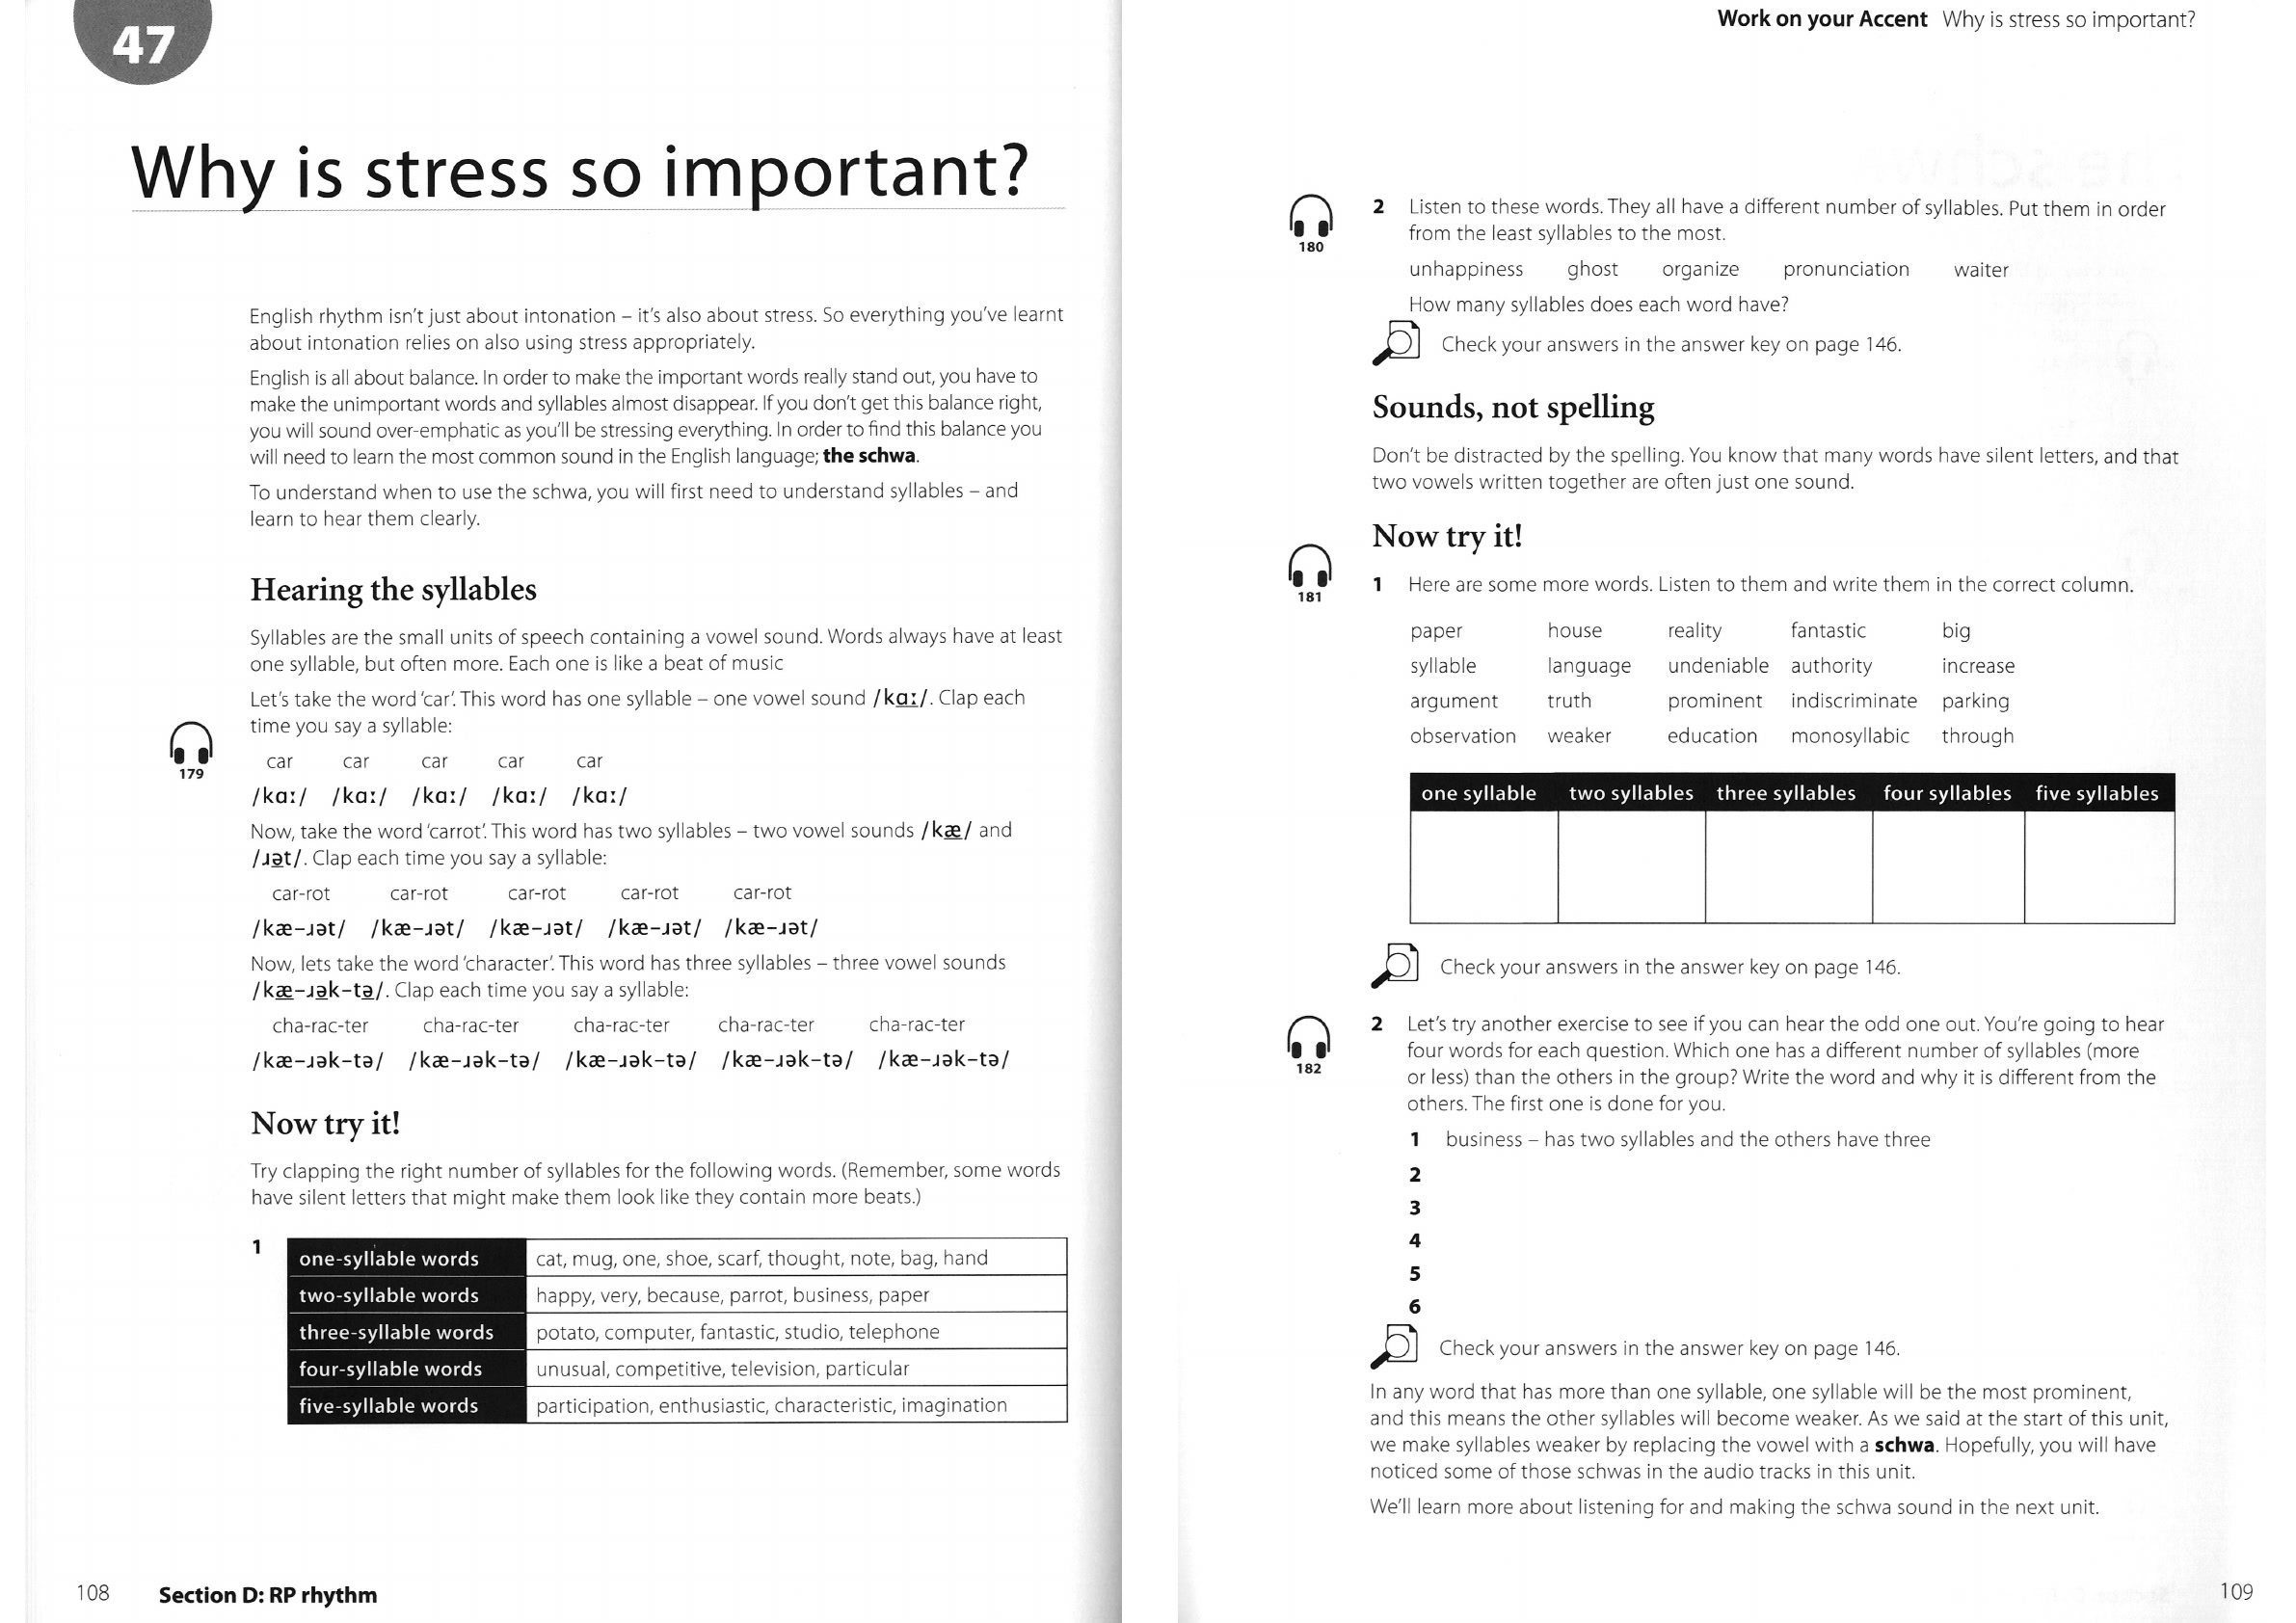 47
Why is stress so important?
English rhythm isn't just about intonation – it's also about stress. So everything you've learnt
about intonation relies on also using stress appropriately.
English is all about balance. In order to make the important words really stand out, you have to
make the unimportant words and syllables almost disappear. If you don't get this balance right,
you will sound over-emphatic as you'll be stressing everything. In order to find this balance you
will need to learn the most common sound in the English language; the schwa.
To understand when to use the schwa, you will first need to understand syllables – and
learn to hear them clearly.
Hearing the syllables
Syllables are the small units of speech containing a vowel sound. Words always have at least
one syllable, but often more. Each one is like a beat of music
Let's take the word 'car'. This word has one syllable – one vowel sound /kɑː/. Clap each
time you say a syllable:
179
car car car car car
/kɑː/ /kɑː/ /kɑː/ /kɑː/ /kɑː/
Now, take the word 'carrot'. This word has two syllables – two vowel sounds /kæ/ and
/ɹət/. Clap each time you say a syllable:
car-rot car-rot car-rot car-rot car-rot
/kæ–ɹət/ /kæ–ɹət/ /kæ–ɹət/ /kæ–ɹət/ /kæ–ɹət/
Now, lets take the word 'character'. This word has three syllables – three vowel sounds
/kæ–ɹək–tə/. Clap each time you say a syllable:
cha-rac-ter cha-rac-ter cha-rac-ter cha-rac-ter cha-rac-ter
/kæ–ɹək–tə/ /kæ–ɹək–tə/ /kæ–ɹək–tə/ /kæ–ɹək–tə/ /kæ–ɹək–tə/
Now try it!
Try clapping the right number of syllables for the following words. (Remember, some words
have silent letters that might make them look like they contain more beats.)
1 one-syllable words cat, mug, one, shoe, scarf, thought, note, bag, hand
two-syllable words happy, very, because, parrot, business, paper
three-syllable words potato, computer, fantastic, studio, telephone
four-syllable words unusual, competitive, television, particular
five-syllable words participation, enthusiastic, characteristic, imagination
108 Section D: RP rhythm
Work on your Accent Why is stress so important?
180
2 Listen to these words. They all have a different number of syllables. Put them in order
from the least syllables to the most.
unhappiness ghost organize pronunciation waiter
How many syllables does each word have?
Check your answers in the answer key on page 146.
Sounds, not spelling
Don't be distracted by the spelling. You know that many words have silent letters, and that
two vowels written together are often just one sound.
Now try it!
181
1 Here are some more words. Listen to them and write them in the correct column.
paper house reality fantastic big
syllable language undeniable authority increase
argument truth prominent indiscriminate parking
observation weaker education monosyllabic through
one syllable two syllables three syllables four syllables five syllables
Check your answers in the answer key on page 146.
182
2 Let's try another exercise to see if you can hear the odd one out. You're going to hear
four words for each question. Which one has a different number of syllables (more
or less) than the others in the group? Write the word and why it is different from the
others. The first one is done for you.
1 business – has two syllables and the others have three
2
3
4
5
6
Check your answers in the answer key on page 146.
In any word that has more than one syllable, one syllable will be the most prominent,
and this means the other syllables will become weaker. As we said at the start of this unit,
we make syllables weaker by replacing the vowel with a schwa. Hopefully, you will have
noticed some of those schwas in the audio tracks in this unit.
We'll learn more about listening for and making the schwa sound in the next unit.
109